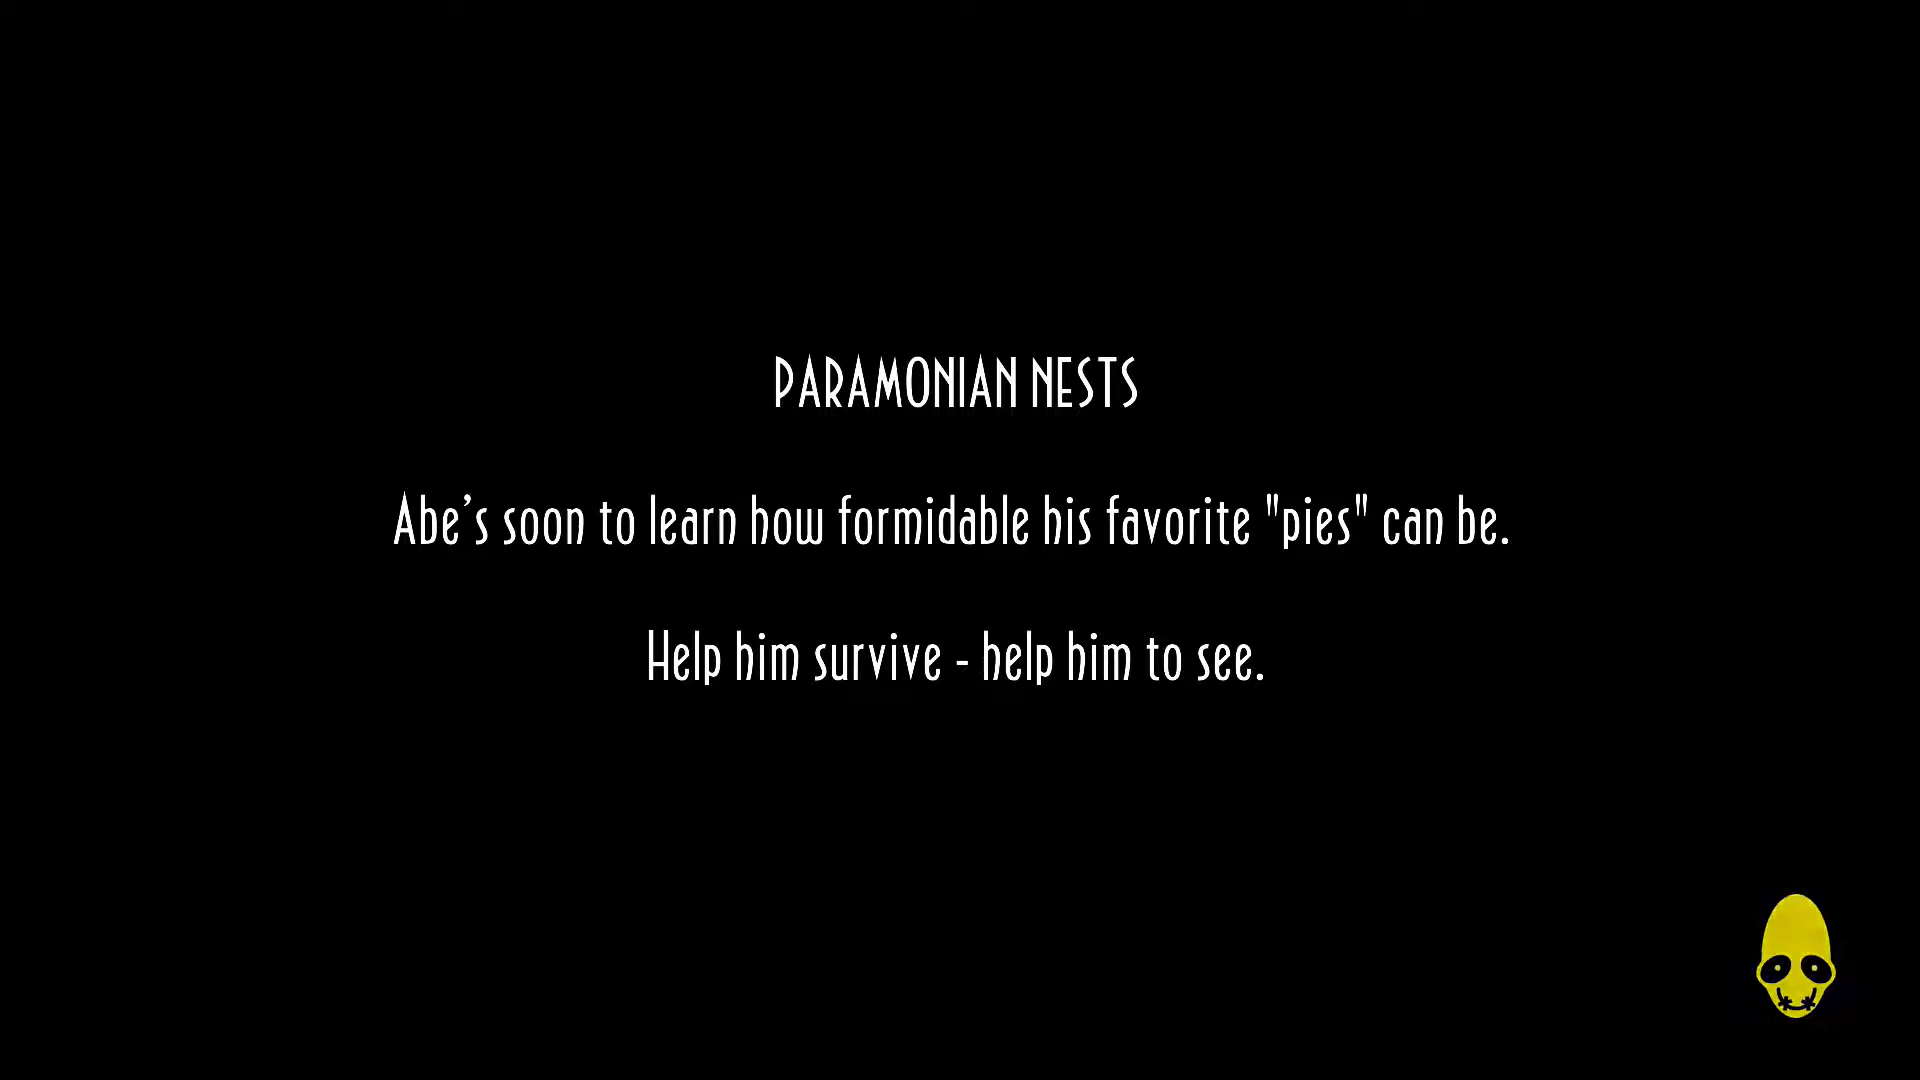 PARAMONIAN NESTS
Abe's soon to learn how formidable his favorite "pies" can be.
Help him survive - help him to see.